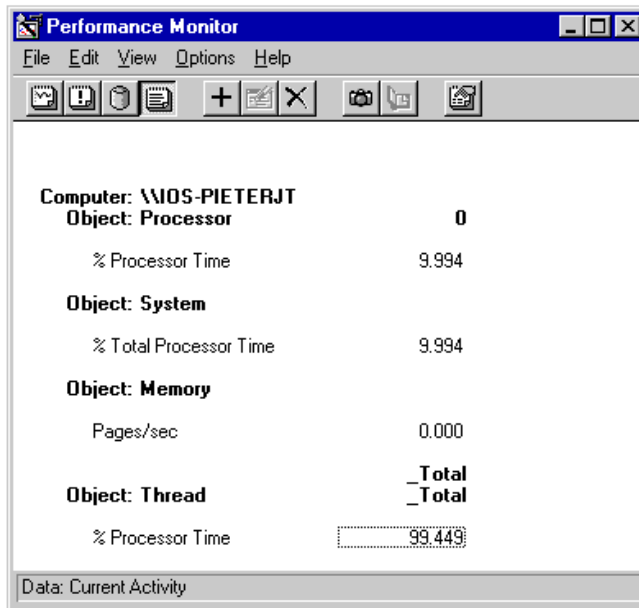 Performance Monitor
File Edit View Options Help
Computer: \\IOS-PIETERJT
Object: Processor 0
% Processor Time 9.994
Object: System
% Total Processor Time 9.994
Object: Memory
Pages/sec 0.000
_Total
Object: Thread _Total
% Processor Time 99.449
Data: Current Activity